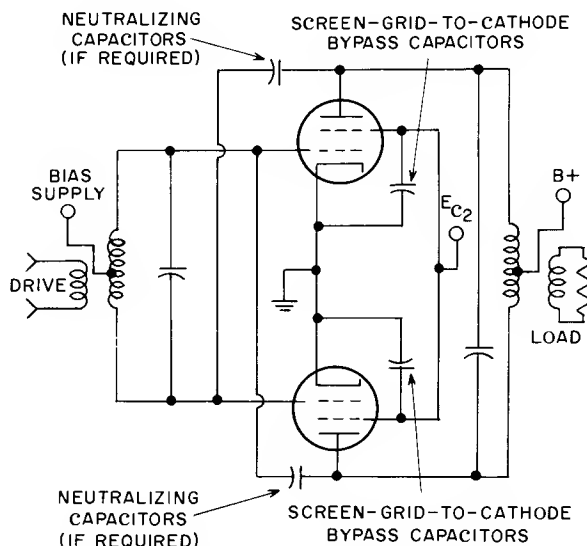 NEUTRALIZING
CAPACITORS
(IF REQUIRED)
SCREEN-GRID-TO-CATHODE
BYPASS CAPACITORS
BIAS
SUPPLY
Ec2
B+
DRIVE
LOAD
NEUTRALIZING
CAPACITORS
(IF REQUIRED)
SCREEN-GRID-TO-CATHODE
BYPASS CAPACITORS